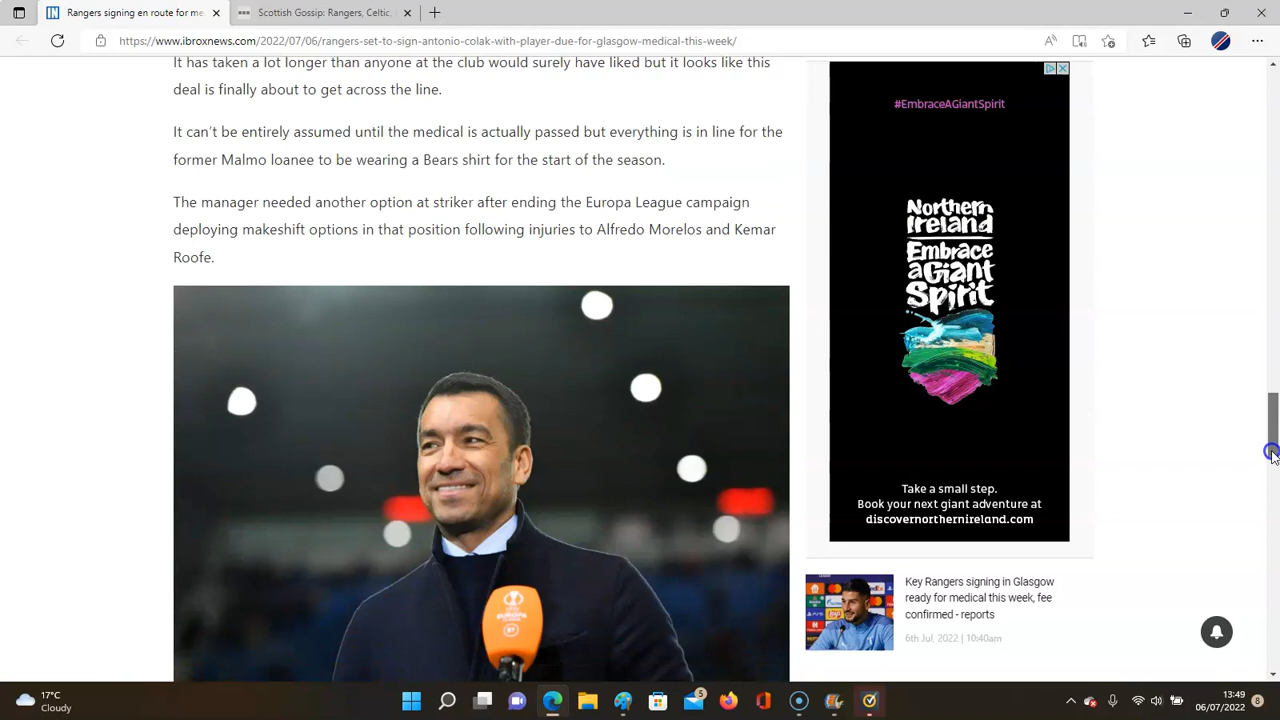 Rangers signing en route for me
Scottish Gossip: Rangers, Celtic,
https://www.ibroxnews.com/2022/07/06/rangers-set-to-sign-antonio-colak-with-player-due-for-glasgow-medical-this-week/
It has taken a lot longer than anyone at the club would surely have liked but it looks like this
deal is finally about to get across the line.
It can't be entirely assumed until the medical is actually passed but everything is in line for the
former Malmo loanee to be wearing a Bears shirt for the start of the season.
The manager needed another option at striker after ending the Europa League campaign
deploying makeshift options in that position following injuries to Alfredo Morelos and Kemar
Roofe.
#EmbraceAGiantSpirit
Northern
Ireland
Embrace
a Giant
Spirit
Take a small step.
Book your next giant adventure at
discovernorthernireland.com
Key Rangers signing in Glasgow
ready for medical this week, fee
confirmed - reports
6th Jul, 2022 | 10:40am
EUROPA
BT
17°C
Cloudy
5
13:49
06/07/2022